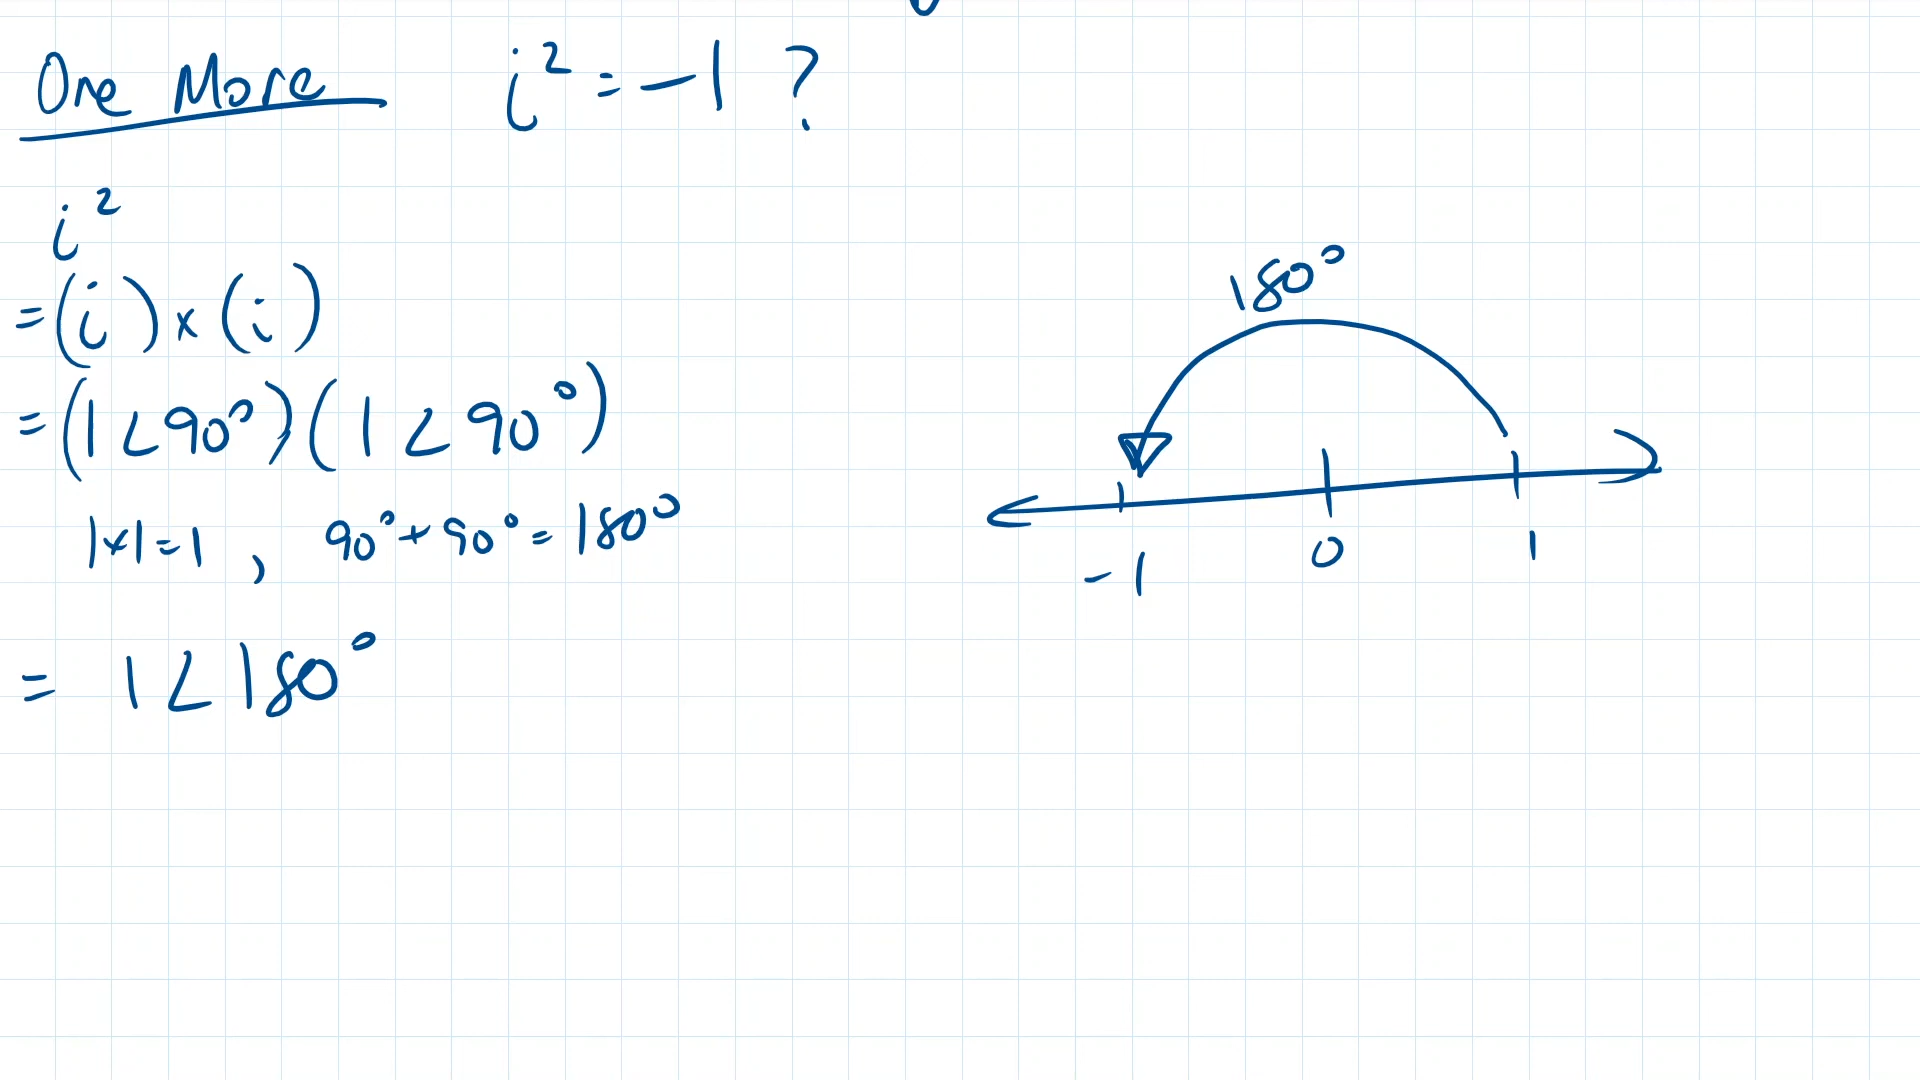 One More i² = -1 ?
i²
= (i) x (i)
= (1∠90°)(1∠90°)
1x1=1 , 90°+90°=180°
= 1∠180°
180°
-1 0 1